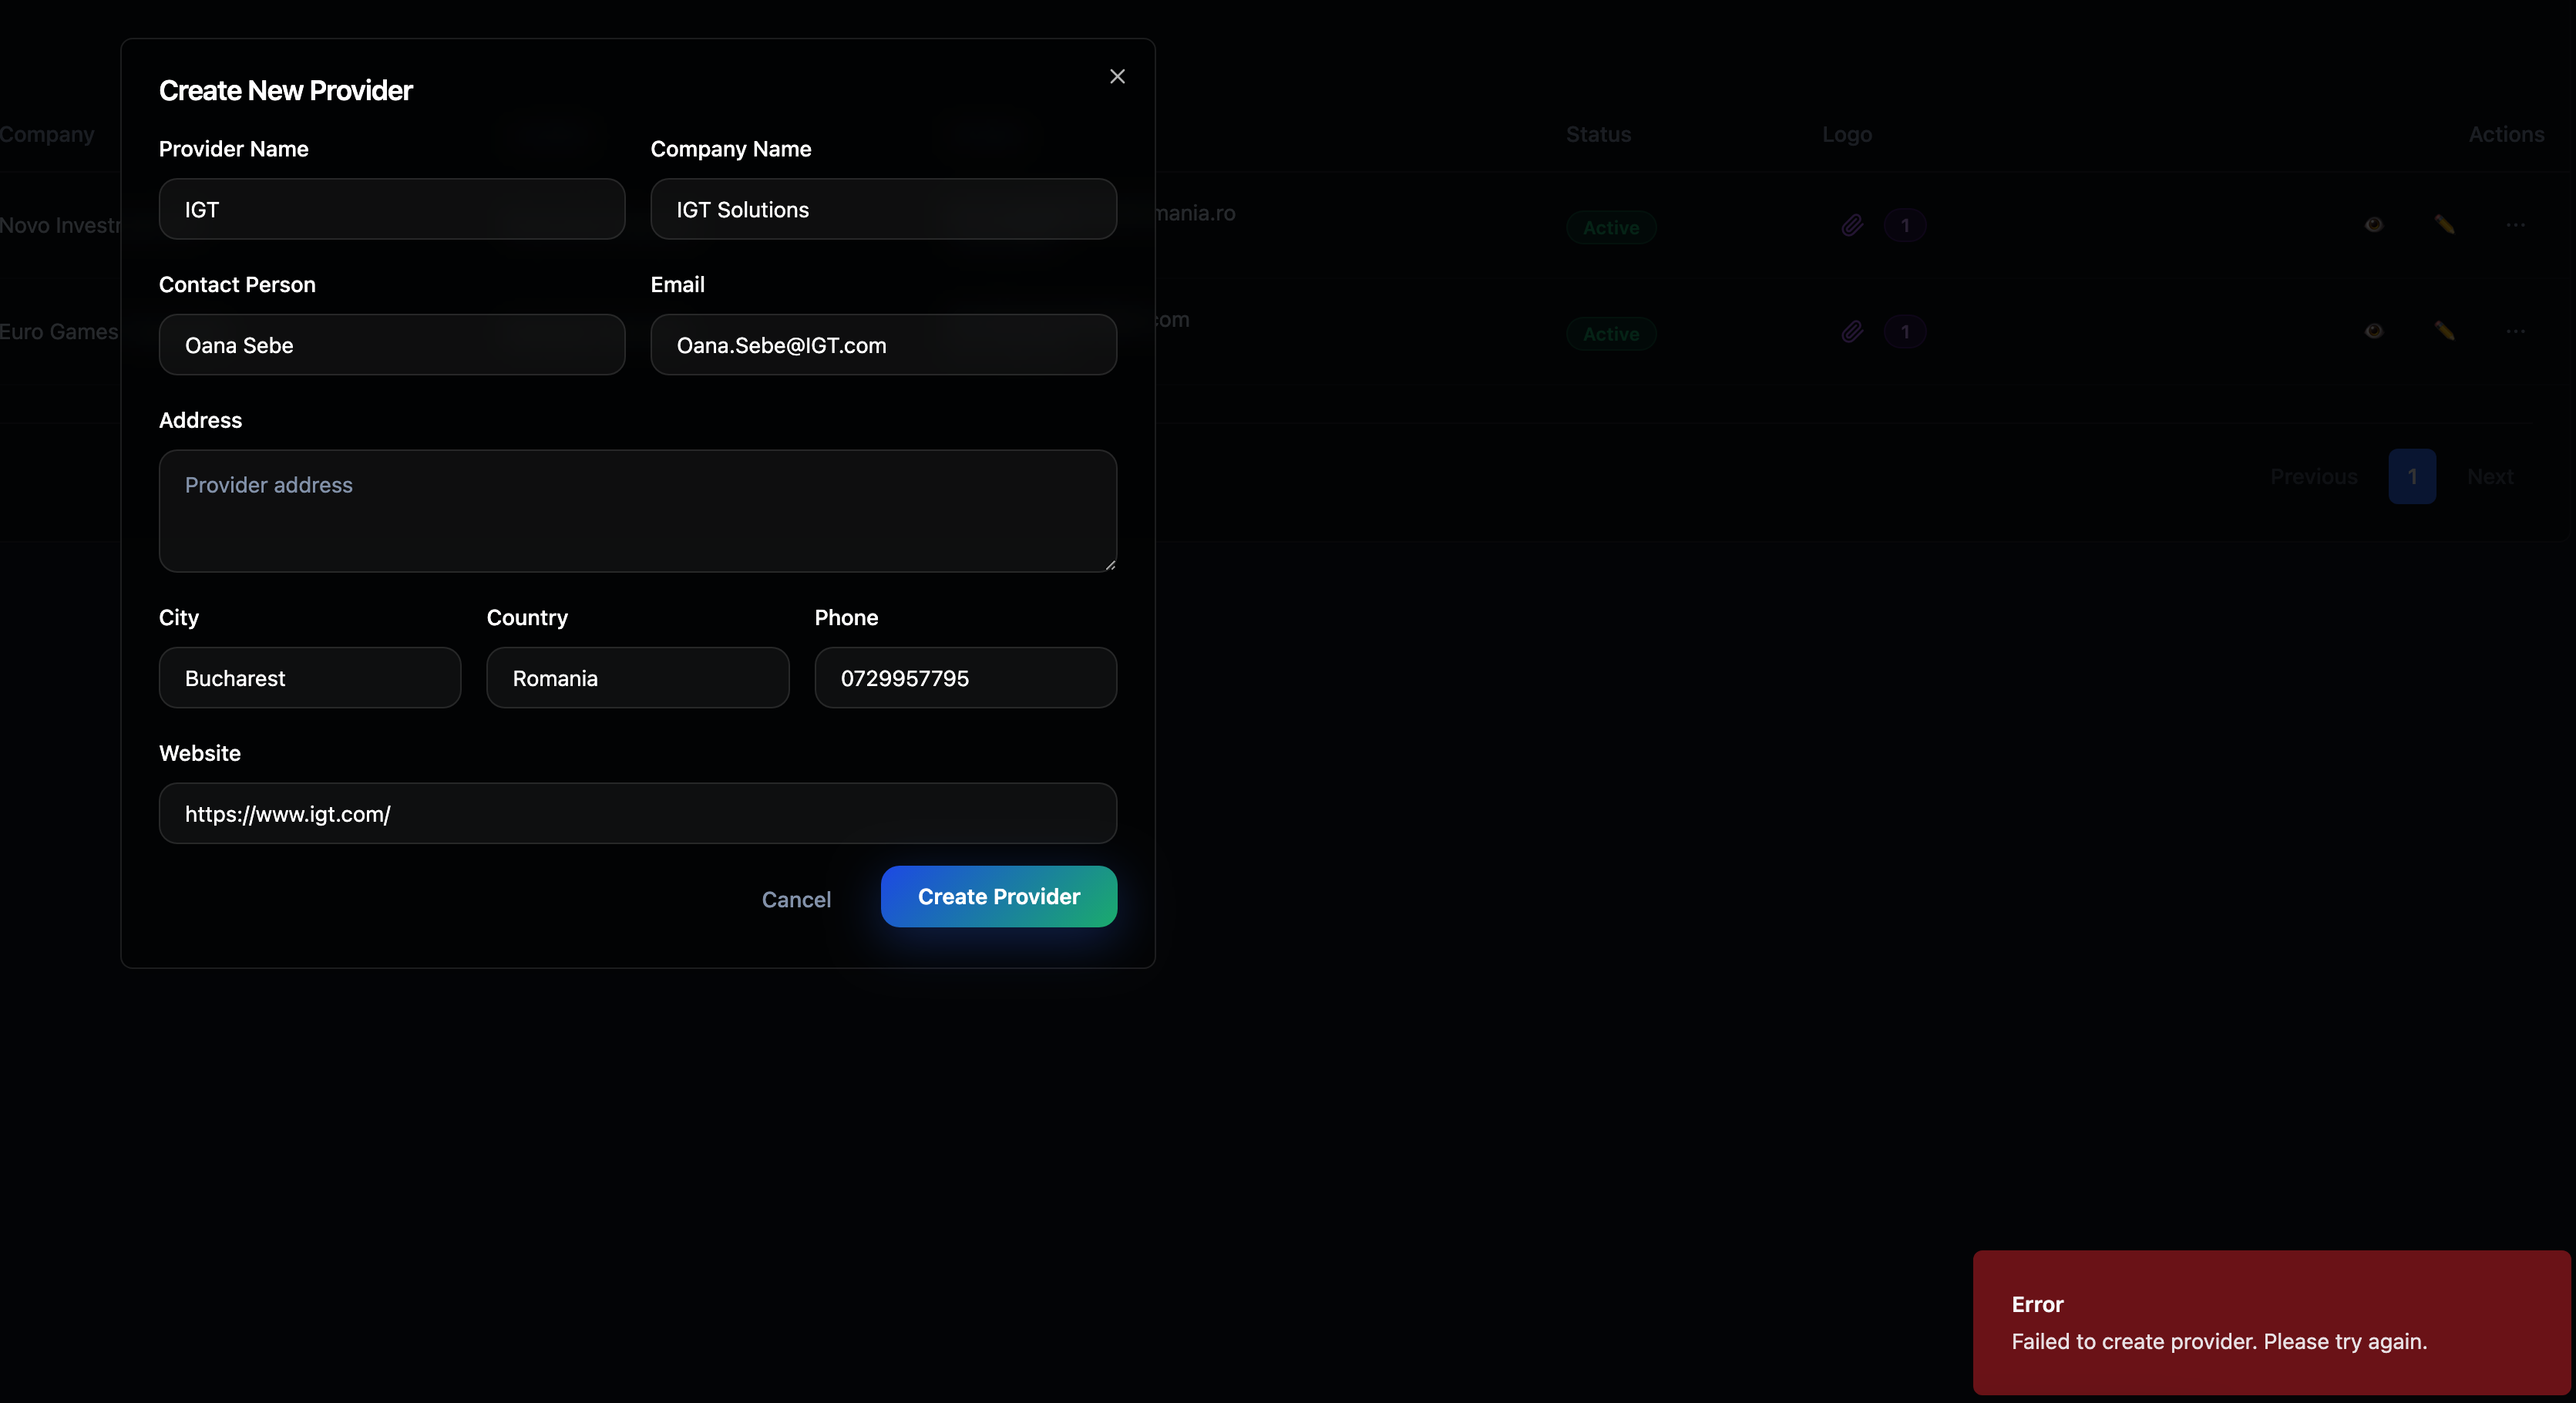 Create New Provider
Provider Name
Company Name
IGT
IGT Solutions
Contact Person
Email
Oana Sebe
Oana.Sebe@IGT.com
Address
Provider address
City
Country
Phone
Bucharest
Romania
0729957795
Website
https://www.igt.com/
Cancel
Create Provider
Company
Status
Logo
Actions
Novo Investr
mania.ro
Active
1
Euro Games
com
Active
1
Previous
1
Next
Error
Failed to create provider. Please try again.